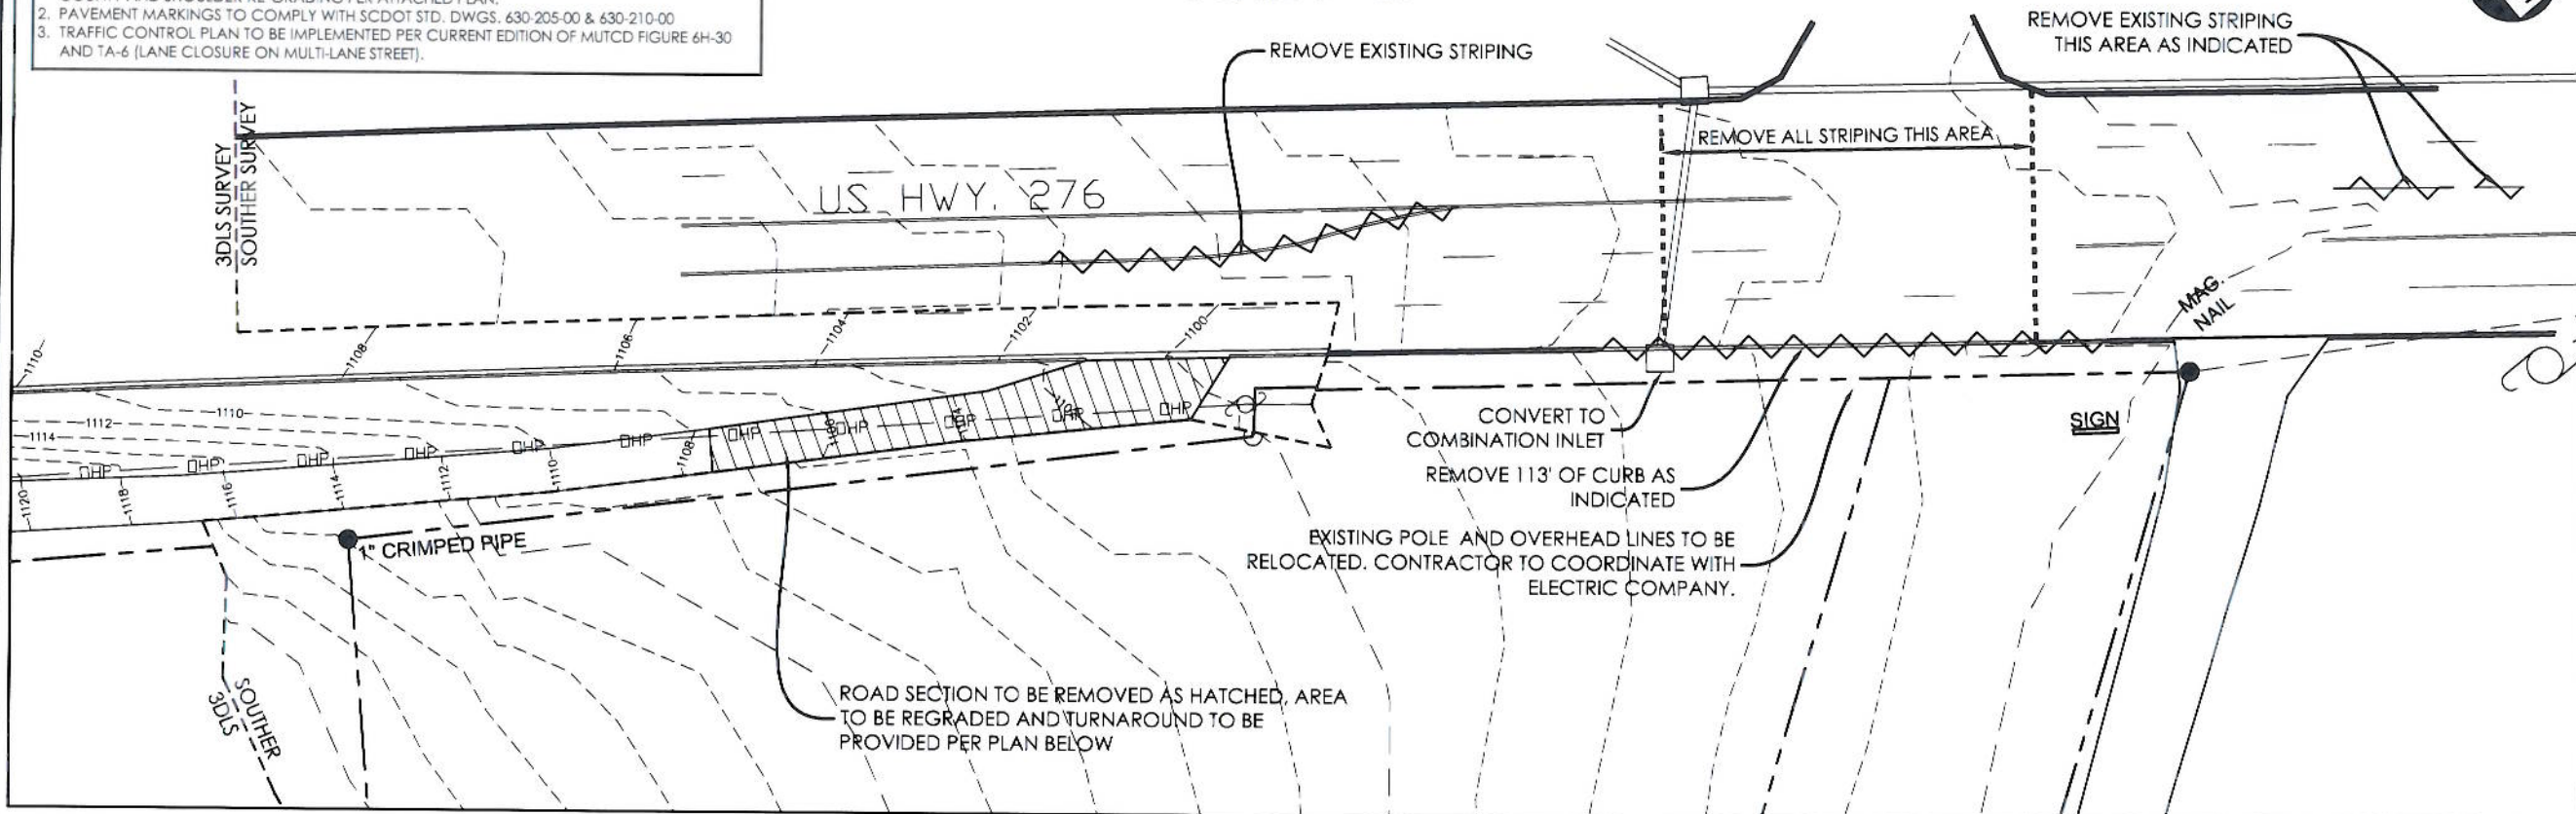 2. PAVEMENT MARKINGS TO COMPLY WITH SCDOT STD. DWGS. 630-205-00 & 630-210-00
3. TRAFFIC CONTROL PLAN TO BE IMPLEMENTED PER CURRENT EDITION OF MUTCD FIGURE 6H-30
AND TA-6 (LANE CLOSURE ON MULTI-LANE STREET).
REMOVE EXISTING STRIPING
REMOVE EXISTING STRIPING
THIS AREA AS INDICATED
3DLS SURVEY
SOUTHER SURVEY
REMOVE ALL STRIPING THIS AREA
US HWY. 276
MAG.
NAIL
1110
1108
1106
1104
1102
1100
1110
1112
1114
OHP
OHP
OHP
OHP
OHP
OHP
OHP
OHP
OHP
OHP
OHP
1120
1118
1116
1114
1112
1110
1108
SIGN
CONVERT TO
COMBINATION INLET
REMOVE 113' OF CURB AS
INDICATED
EXISTING POLE AND OVERHEAD LINES TO BE
RELOCATED. CONTRACTOR TO COORDINATE WITH
ELECTRIC COMPANY.
1" CRIMPED PIPE
ROAD SECTION TO BE REMOVED AS HATCHED, AREA
TO BE REGRADED AND TURNAROUND TO BE
PROVIDED PER PLAN BELOW
SOUTHER
3DLS